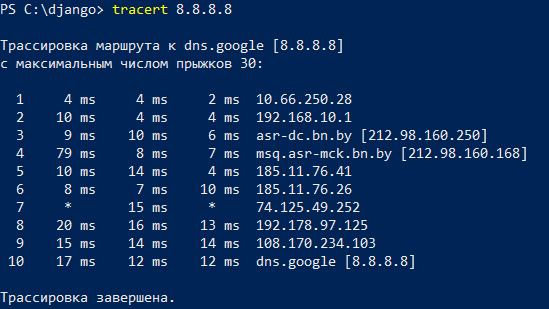 PS C:\django> tracert 8.8.8.8
Трассировка маршрута к dns.google [8.8.8.8]
с максимальным числом прыжков 30:
1 4 ms 4 ms 2 ms 10.66.250.28
2 10 ms 4 ms 4 ms 192.168.10.1
3 9 ms 10 ms 6 ms asr-dc.bn.by [212.98.160.250]
4 79 ms 8 ms 7 ms msq.asr-mck.bn.by [212.98.160.168]
5 10 ms 14 ms 4 ms 185.11.76.41
6 8 ms 7 ms 10 ms 185.11.76.26
7 * 15 ms * 74.125.49.252
8 20 ms 16 ms 13 ms 192.178.97.125
9 15 ms 14 ms 14 ms 108.170.234.103
10 17 ms 12 ms 12 ms dns.google [8.8.8.8]
Трассировка завершена.